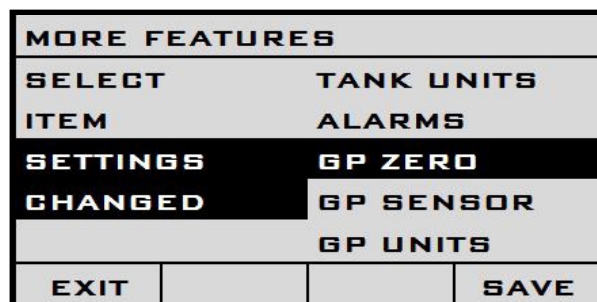 MORE FEATURES
SELECT TANK UNITS
ITEM ALARMS
SETTINGS GP ZERO
CHANGED GP SENSOR
GP UNITS
EXIT SAVE